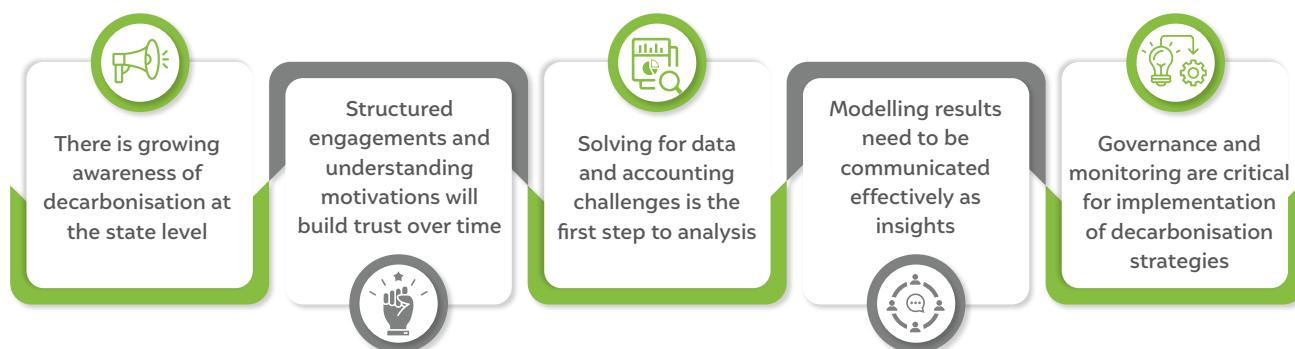 There is growing
awareness of
decarbonisation at
the state level
Structured
engagements and
understanding
motivations will
build trust over time
Solving for data
and accounting
challenges is the
first step to analysis
Modelling results
need to be
communicated
effectively as
insights
Governance and
monitoring are critical
for implementation
of decarbonisation
strategies